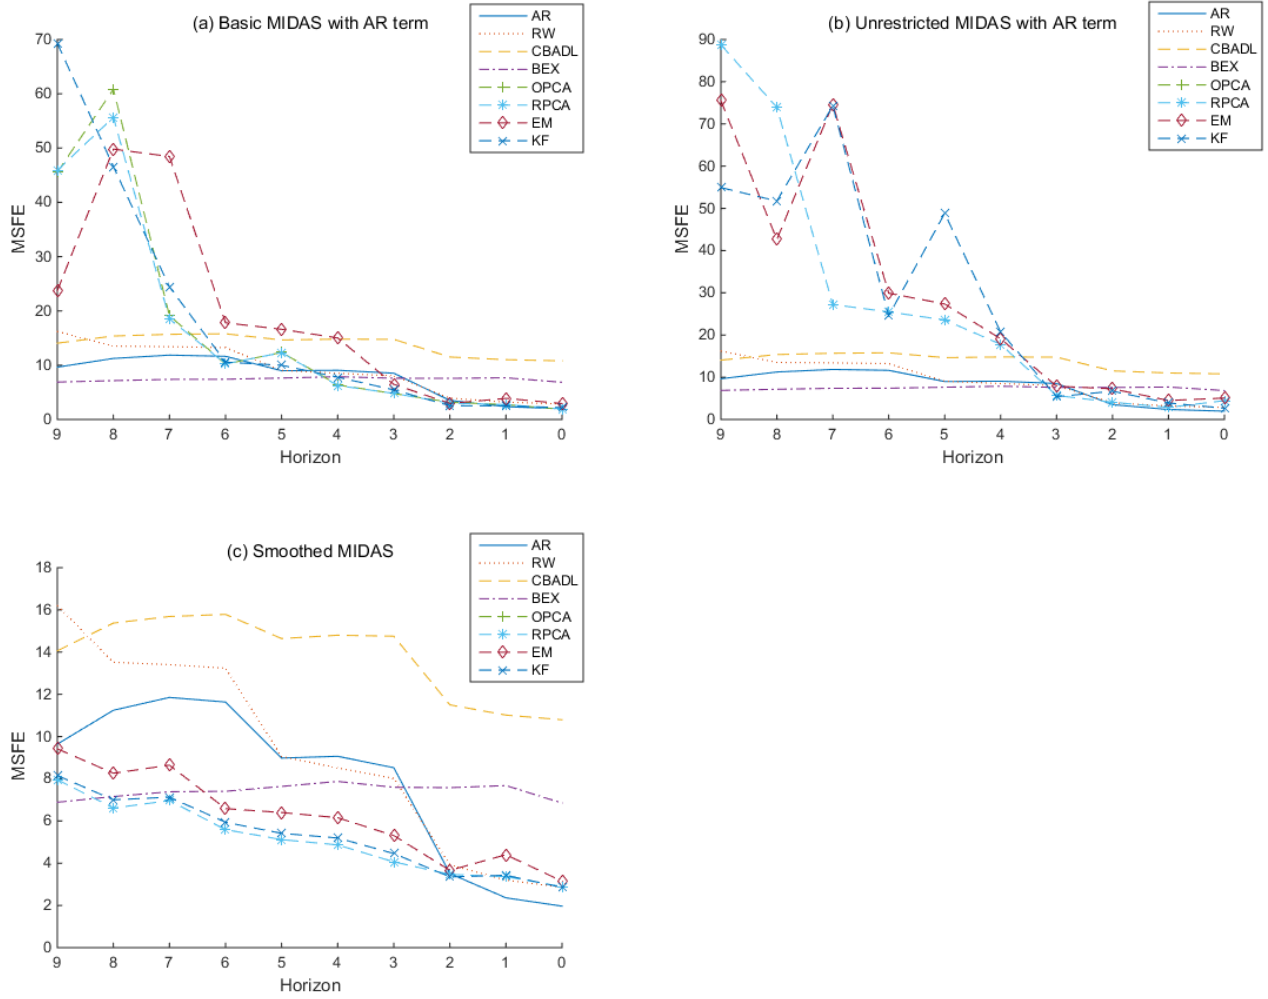 (a) Basic MIDAS with AR term
AR
RW
CBADL
BEX
OPCA
RPCA
EM
KF
70
60
50
40
30
20
10
0
MSFE
9 8 7 6 5 4 3 2 1 0
Horizon
(b) Unrestricted MIDAS with AR term
AR
RW
CBADL
BEX
OPCA
RPCA
EM
KF
90
80
70
60
50
40
30
20
10
0
MSFE
9 8 7 6 5 4 3 2 1 0
Horizon
(c) Smoothed MIDAS
AR
RW
CBADL
BEX
OPCA
RPCA
EM
KF
18
16
14
12
10
8
6
4
2
0
MSFE
9 8 7 6 5 4 3 2 1 0
Horizon